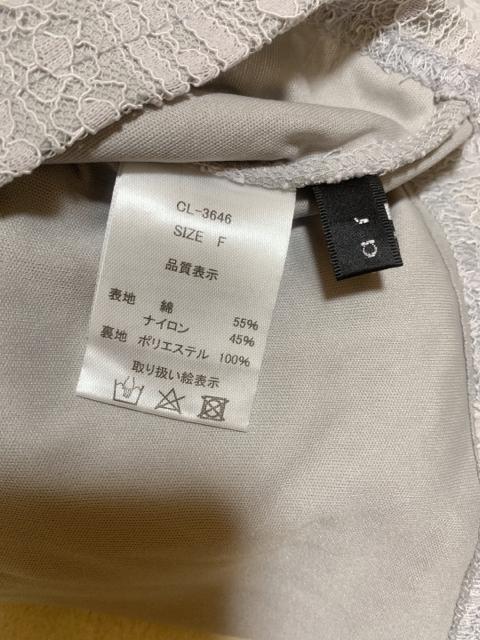 CL-3646
SIZE F
品質表示
表地 綿 55%
ナイロン 45%
裏地 ポリエステル 100%
取り扱い絵表示